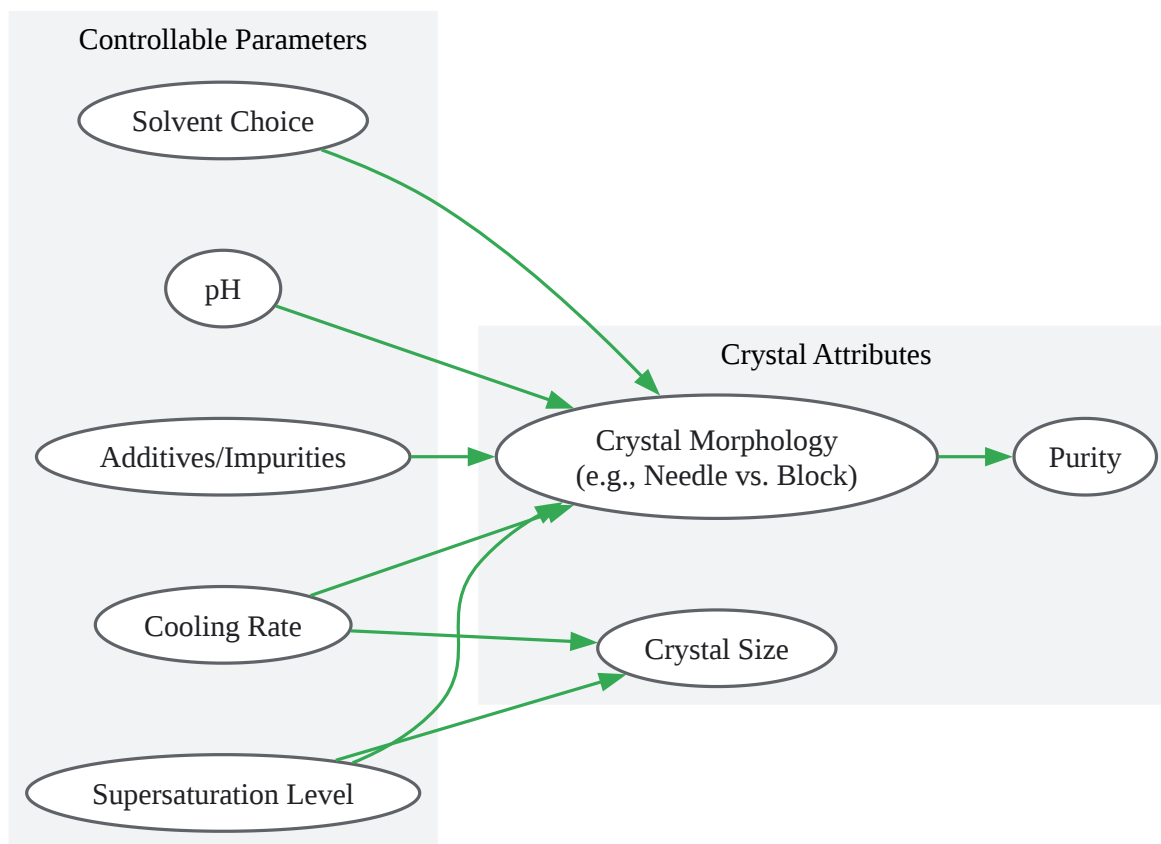 Controllable Parameters
Solvent Choice
pH
Additives/Impurities
Cooling Rate
Supersaturation Level
Crystal Attributes
Crystal Morphology
(e.g., Needle vs. Block)
Purity
Crystal Size